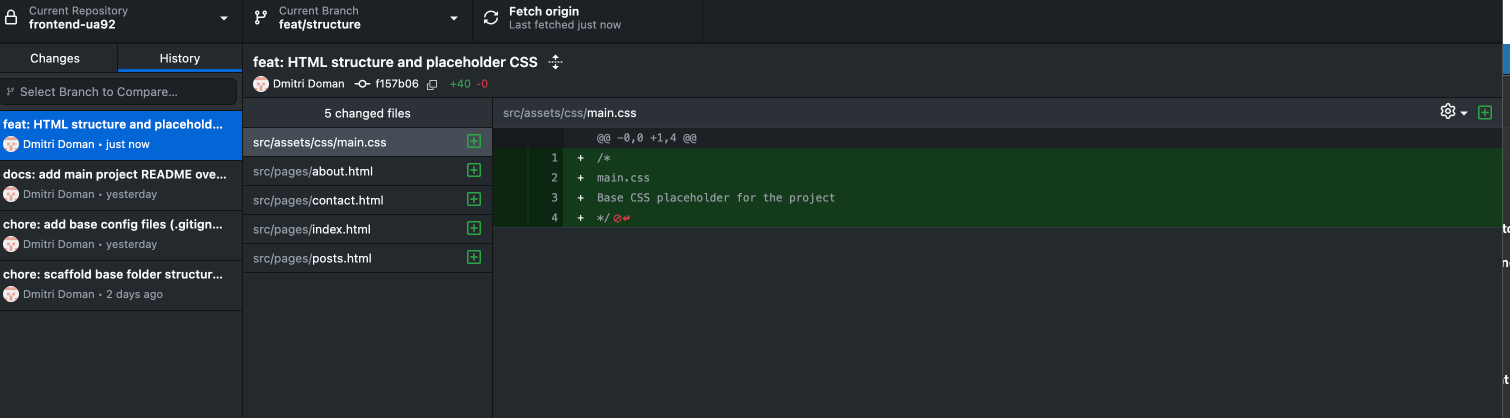 Current Repository
frontend-ua92
Current Branch
feat/structure
Fetch origin
Last fetched just now
Changes
History
Select Branch to Compare...
feat: HTML structure and placehold...
Dmitri Doman • just now
docs: add main project README ove...
Dmitri Doman • yesterday
chore: add base config files (.gitign...
Dmitri Doman • yesterday
chore: scaffold base folder structur...
Dmitri Doman • 2 days ago
feat: HTML structure and placeholder CSS
Dmitri Doman f157b06 +40 -0
5 changed files
src/assets/css/main.css
src/pages/about.html
src/pages/contact.html
src/pages/index.html
src/pages/posts.html
src/assets/css/main.css
@@ -0,0 +1,4 @@
1 + /*
2 + main.css
3 + Base CSS placeholder for the project
4 + */